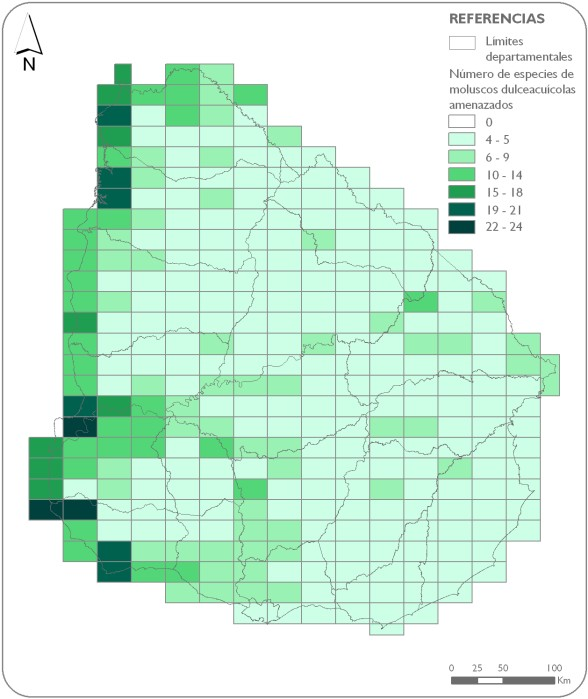 REFERENCIAS
Limites
departamentales
Número de especies de
moluscos dulceacuicolas
amenazados
0
4 - 5
6 - 9
10 - 14
15 - 18
19 - 21
22 - 24
N
0 25 50 100
Km